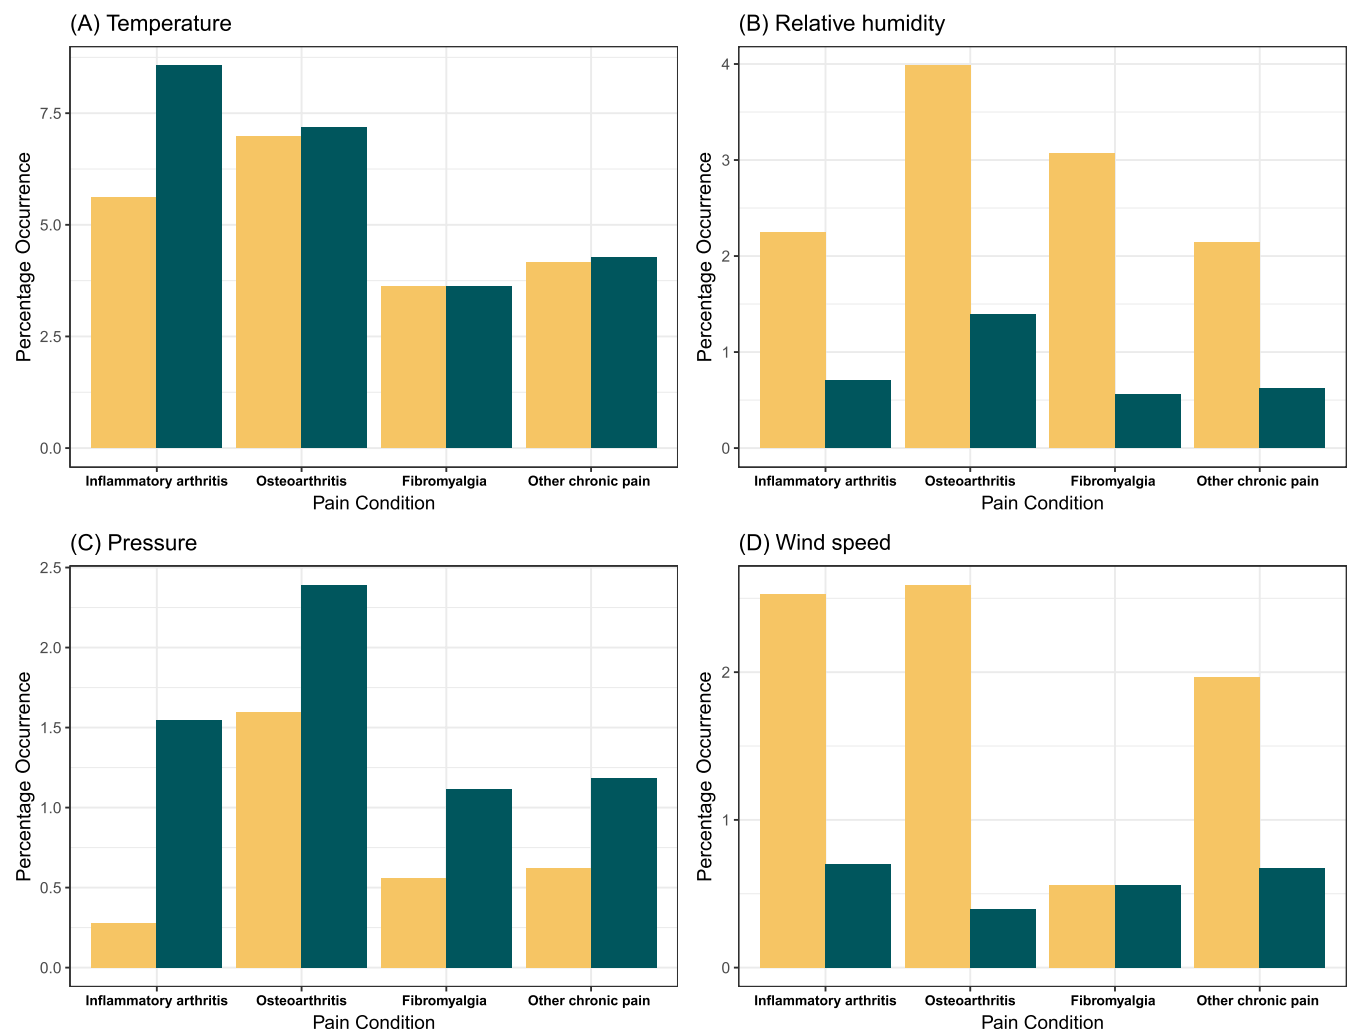 (A) Temperature
Percentage Occurrence
7.5
5.0
2.5
0.0
Inflammatory arthritis Osteoarthritis Fibromyalgia Other chronic pain
Pain Condition
(B) Relative humidity
Percentage Occurrence
4
3
2
1
0
Inflammatory arthritis Osteoarthritis Fibromyalgia Other chronic pain
Pain Condition
(C) Pressure
Percentage Occurrence
2.5
2.0
1.5
1.0
0.5
0.0
Inflammatory arthritis Osteoarthritis Fibromyalgia Other chronic pain
Pain Condition
(D) Wind speed
Percentage Occurrence
2
1
0
Inflammatory arthritis Osteoarthritis Fibromyalgia Other chronic pain
Pain Condition